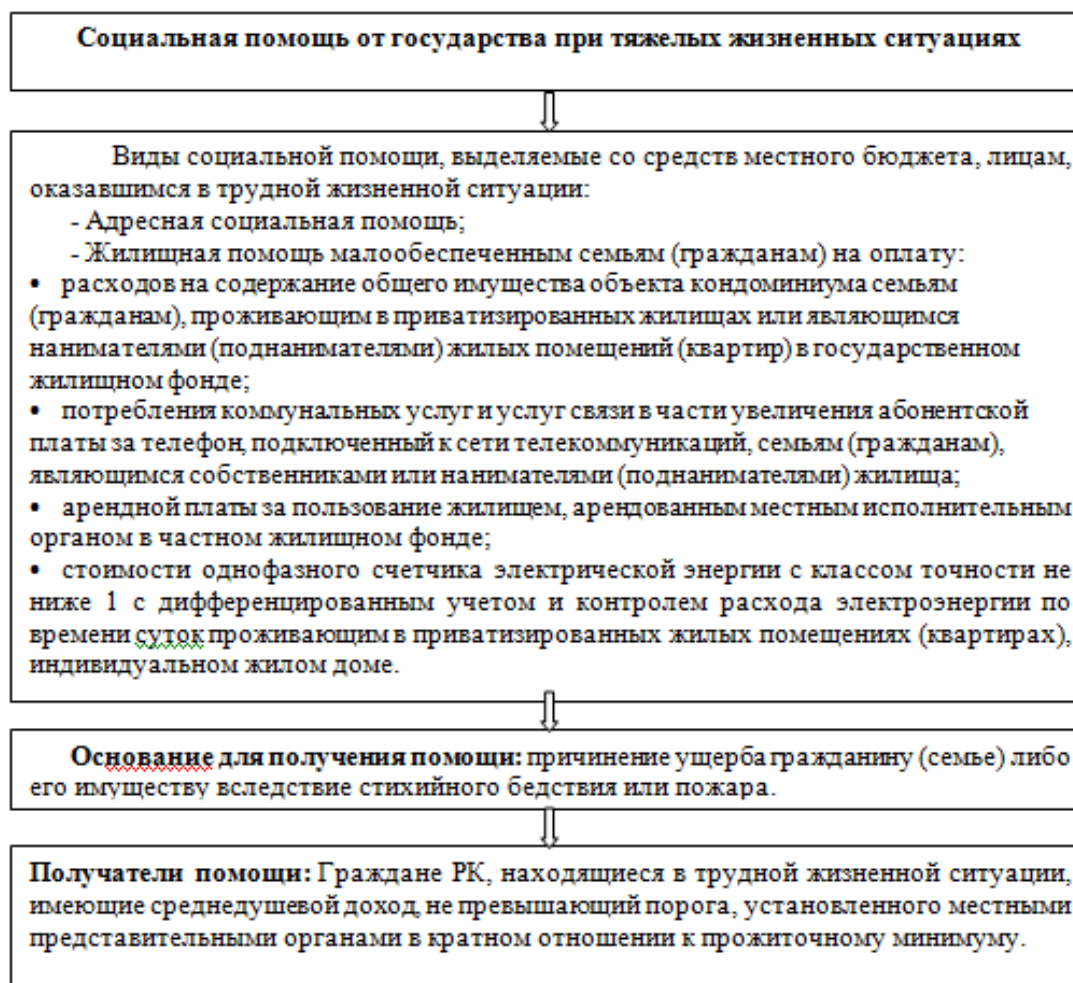 Социальная помощь от государства при тяжелых жизненных ситуациях
Виды социальной помощи, выделяемые со средств местного бюджета, лицам,
оказавшимся в трудной жизненной ситуации:
- Адресная социальная помощь;
- Жилищная помощь малообеспеченным семьям (гражданам) на оплату:
• расходов на содержание общего имущества объекта кондоминиума семьям
(гражданам), проживающим в приватизированных жилищах или являющимся
нанимателями (поднанимателями) жилых помещений (квартир) в государственном
жилищном фонде;
• потребления коммунальных услуг и услуг связи в части увеличения абонентской
платы за телефон, подключенный к сети телекоммуникаций, семьям (гражданам),
являющимся собственниками или нанимателями (поднанимателями) жилища;
• арендной платы за пользование жилищем, арендованным местным исполнительным
органом в частном жилищном фонде;
• стоимости однофазного счетчика электрической энергии с классом точности не
ниже 1 с дифференцированным учетом и контролем расхода электроэнергии по
времени суток проживающим в приватизированных жилых помещениях (квартирах),
индивидуальном жилом доме.
Основание для получения помощи: причинение ущерба гражданину (семье) либо
его имуществу вследствие стихийного бедствия или пожара.
Получатели помощи: Граждане РК, находящиеся в трудной жизненной ситуации,
имеющие среднедушевой доход, не превышающий порога, установленного местными
представительными органами в кратном отношении к прожиточному минимуму.